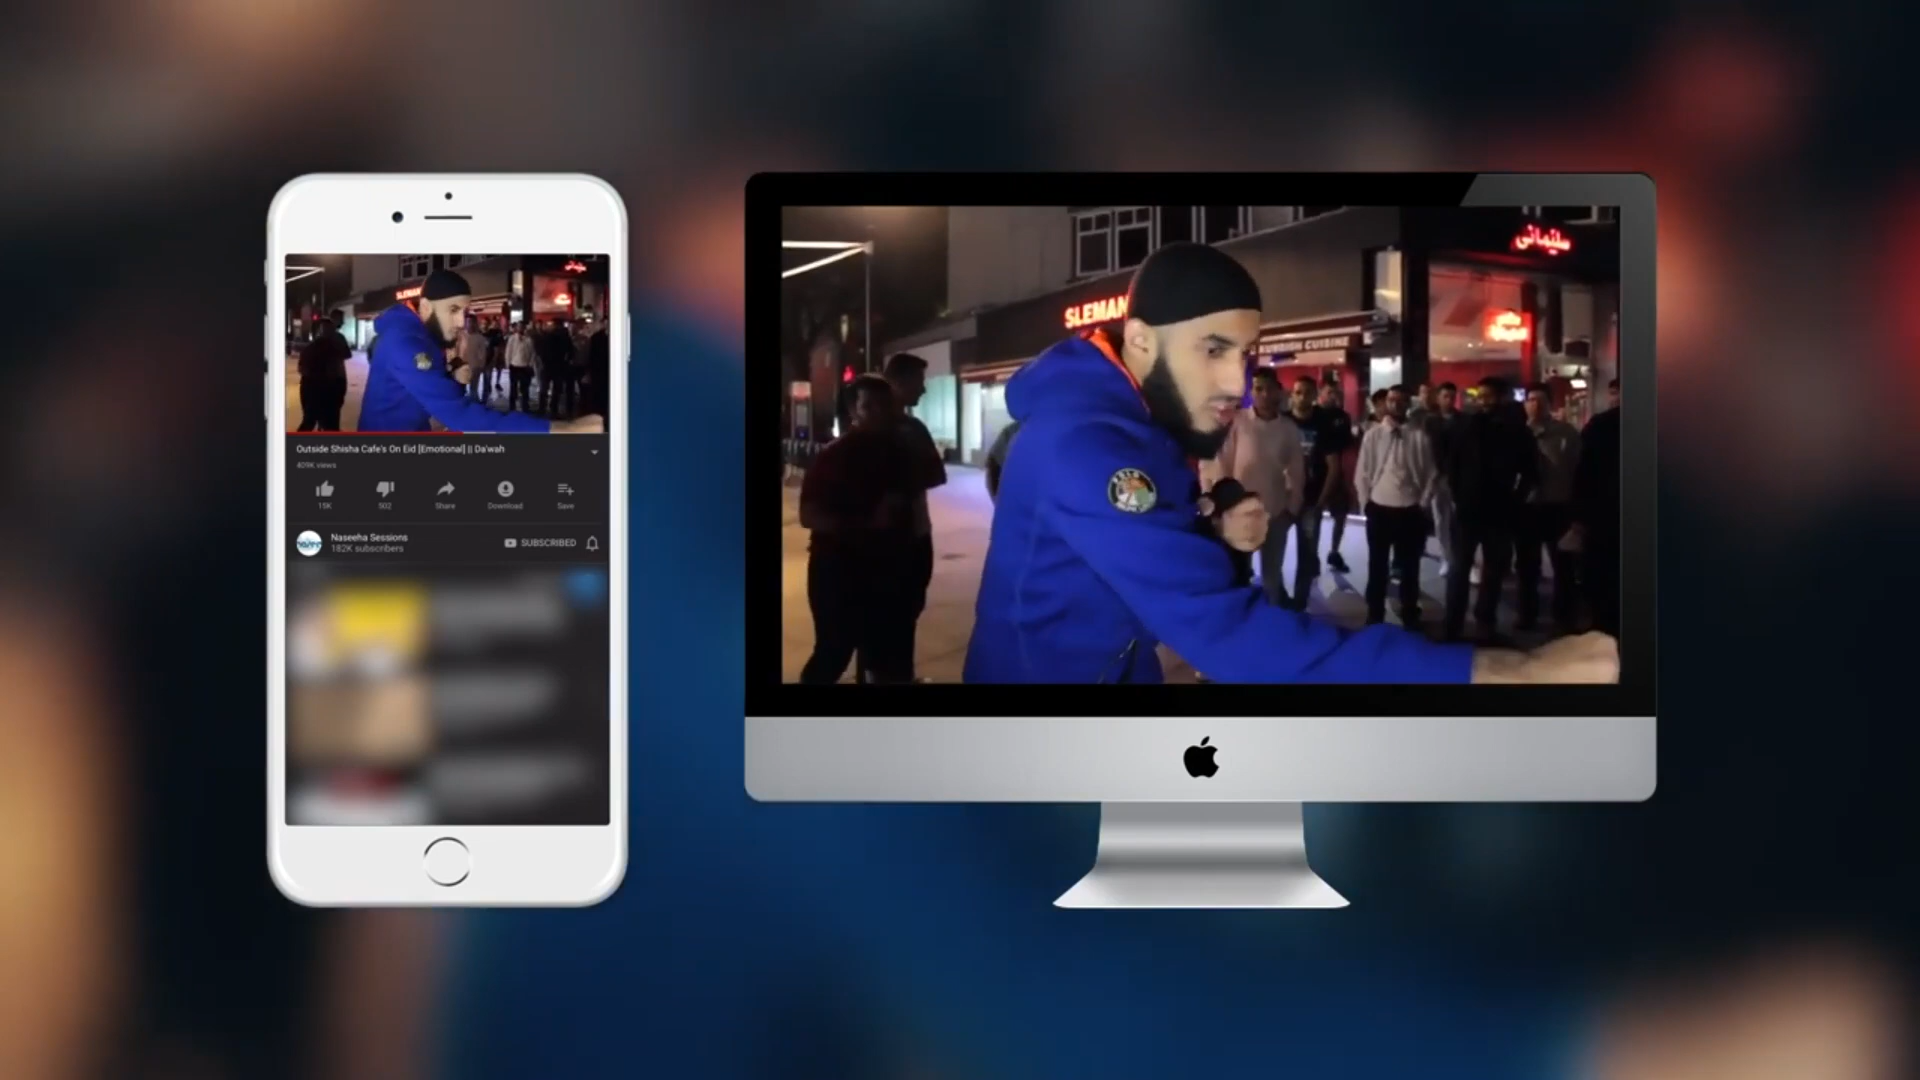 SLEMAN
Outside Shisha Cafe's On Eid [Emotional] || Da'wah
409K views
15K
502
Share
Download
Save
Naseeha Sessions
182K subscribers
SUBSCRIBED
سليماني
SLEMAN
KURDISH CUISINE